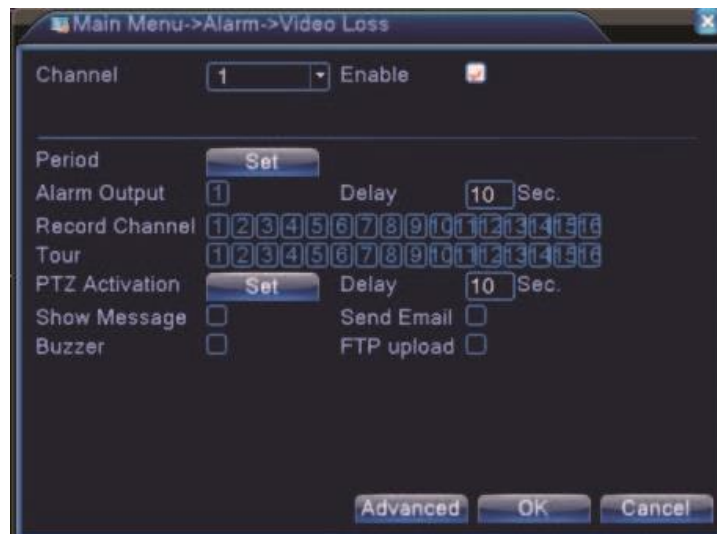 Main Menu->Alarm->Video Loss
Channel 1 Enable
Period Set
Alarm Output 1 Delay 10 Sec.
Record Channel 1 2 3 4 5 6 7 8 9 10 11 12 13 14 15 16
Tour 1 2 3 4 5 6 7 8 9 10 11 12 13 14 15 16
PTZ Activation Set Delay 10 Sec.
Show Message Send Email
Buzzer FTP upload
Advanced OK Cancel